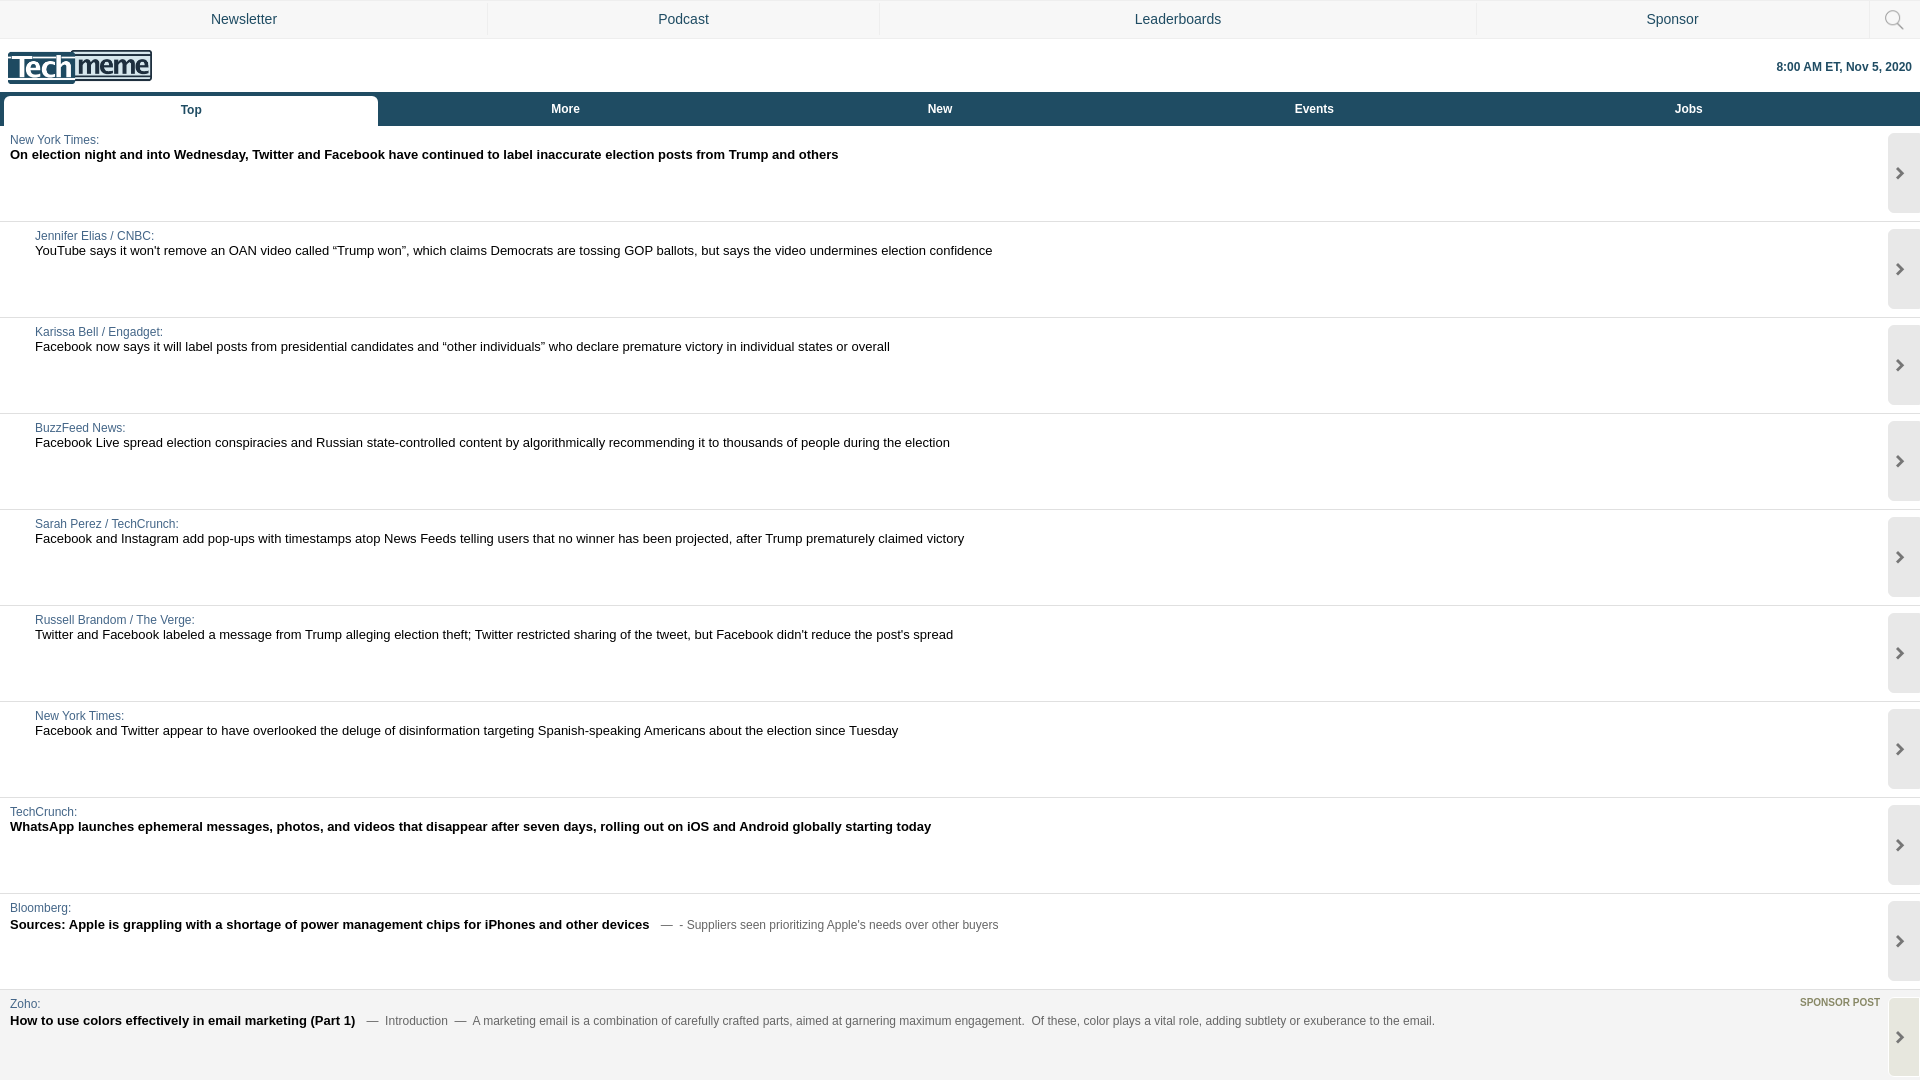 Newsletter
Podcast
Leaderboards
Sponsor
Techmeme
8:00 AM ET, Nov 5, 2020
Top
More
New
Events
Jobs
New York Times:
On election night and into Wednesday, Twitter and Facebook have continued to label inaccurate election posts from Trump and others
Jennifer Elias / CNBC:
YouTube says it won't remove an OAN video called “Trump won”, which claims Democrats are tossing GOP ballots, but says the video undermines election confidence
Karissa Bell / Engadget:
Facebook now says it will label posts from presidential candidates and “other individuals” who declare premature victory in individual states or overall
BuzzFeed News:
Facebook Live spread election conspiracies and Russian state-controlled content by algorithmically recommending it to thousands of people during the election
Sarah Perez / TechCrunch:
Facebook and Instagram add pop-ups with timestamps atop News Feeds telling users that no winner has been projected, after Trump prematurely claimed victory
Russell Brandom / The Verge:
Twitter and Facebook labeled a message from Trump alleging election theft; Twitter restricted sharing of the tweet, but Facebook didn't reduce the post's spread
New York Times:
Facebook and Twitter appear to have overlooked the deluge of disinformation targeting Spanish-speaking Americans about the election since Tuesday
TechCrunch:
WhatsApp launches ephemeral messages, photos, and videos that disappear after seven days, rolling out on iOS and Android globally starting today
Bloomberg:
Sources: Apple is grappling with a shortage of power management chips for iPhones and other devices — - Suppliers seen prioritizing Apple's needs over other buyers
Zoho:
SPONSOR POST
How to use colors effectively in email marketing (Part 1) — Introduction — A marketing email is a combination of carefully crafted parts, aimed at garnering maximum engagement. Of these, color plays a vital role, adding subtlety or exuberance to the email.